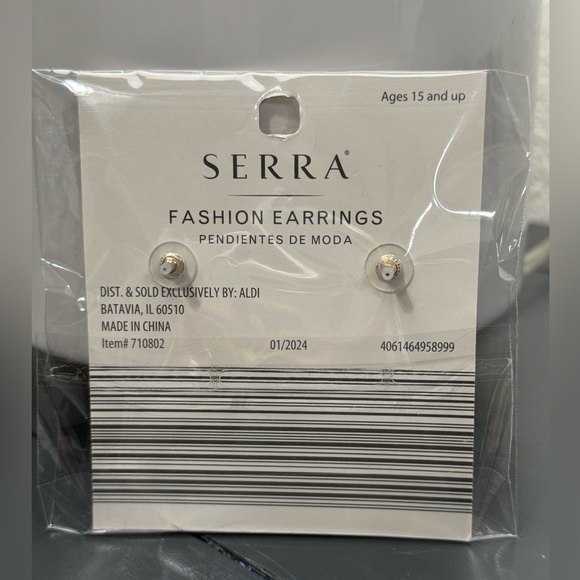 Ages 15 and up
SERRA®
FASHION EARRINGS
PENDIENTES DE MODA
DIST. & SOLD EXCLUSIVELY BY: ALDI
BATAVIA, IL 60510
MADE IN CHINA
Item# 710802 01/2024 4061464958999